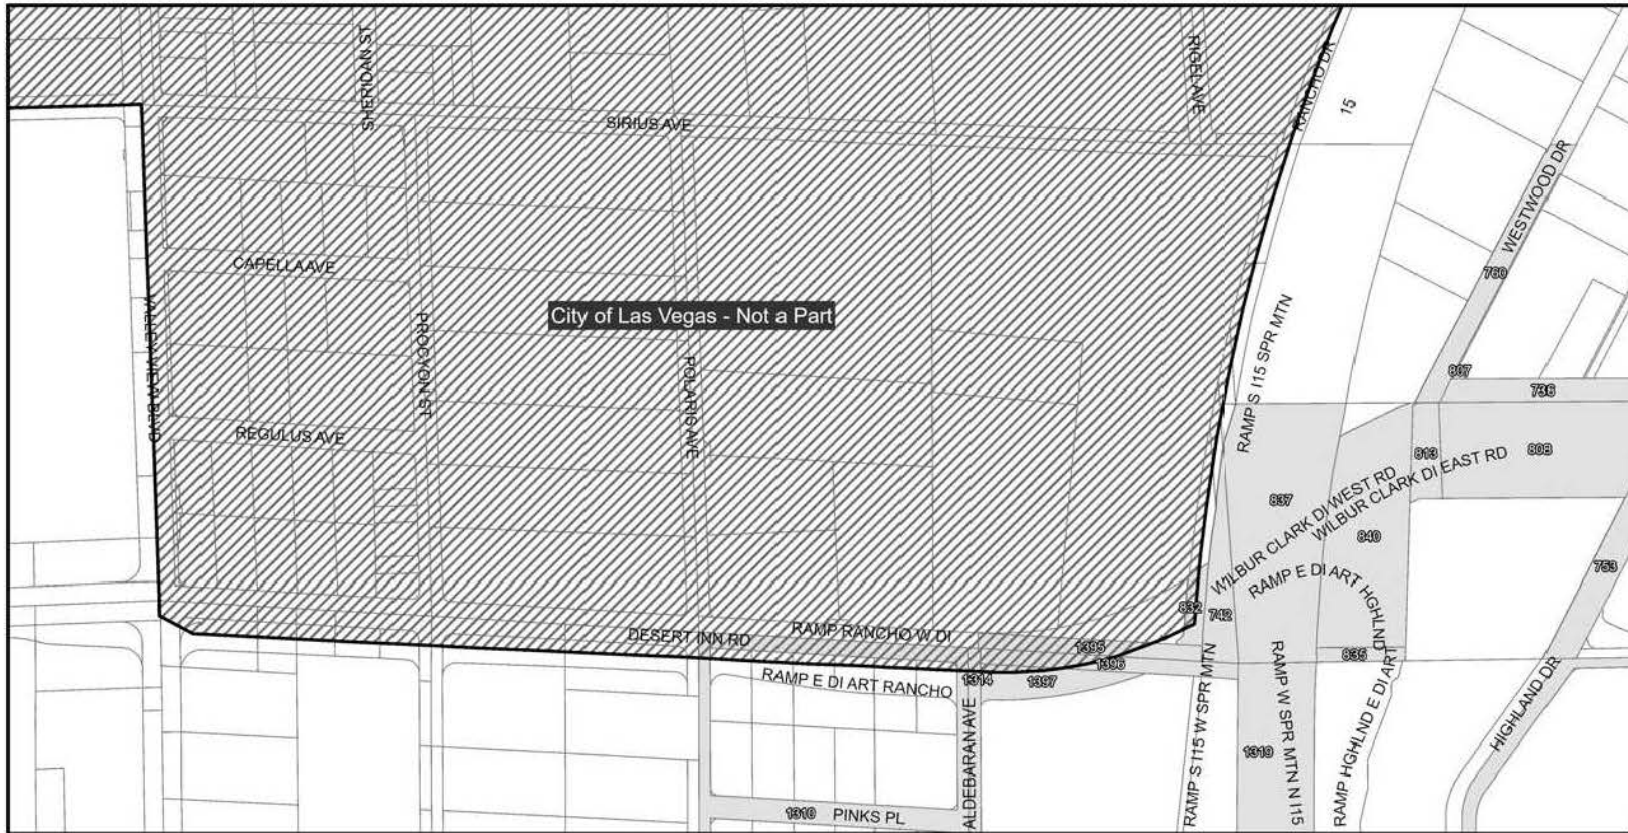 SHERIDAN ST
RIGEL AVE
RANCHO DR
15
SIRIUS AVE
WESTWOOD DR
CAPELLA AVE
760
VALLEY VIEW BLVD
PROCYON ST
City of Las Vegas - Not a Part
POLARIS AVE
RAMP S I15 SPR MTN
807
736
REGULUS AVE
813
808
WILBUR CLARK DI WEST RD
WILBUR CLARK DI EAST RD
837
840
753
RAMP E DI ART HGHLND
832
742
DESERT INN RD
RAMP RANCHO W DI
1395
1396
835
RAMP E DI ART RANCHO
1314
1397
ALDEBARAN AVE
RAMP S I15 W SPR MTN
RAMP W SPR MTN N I15
RAMP HGHLND E DI ART
HIGHLAND DR
1319
1310
PINKS PL